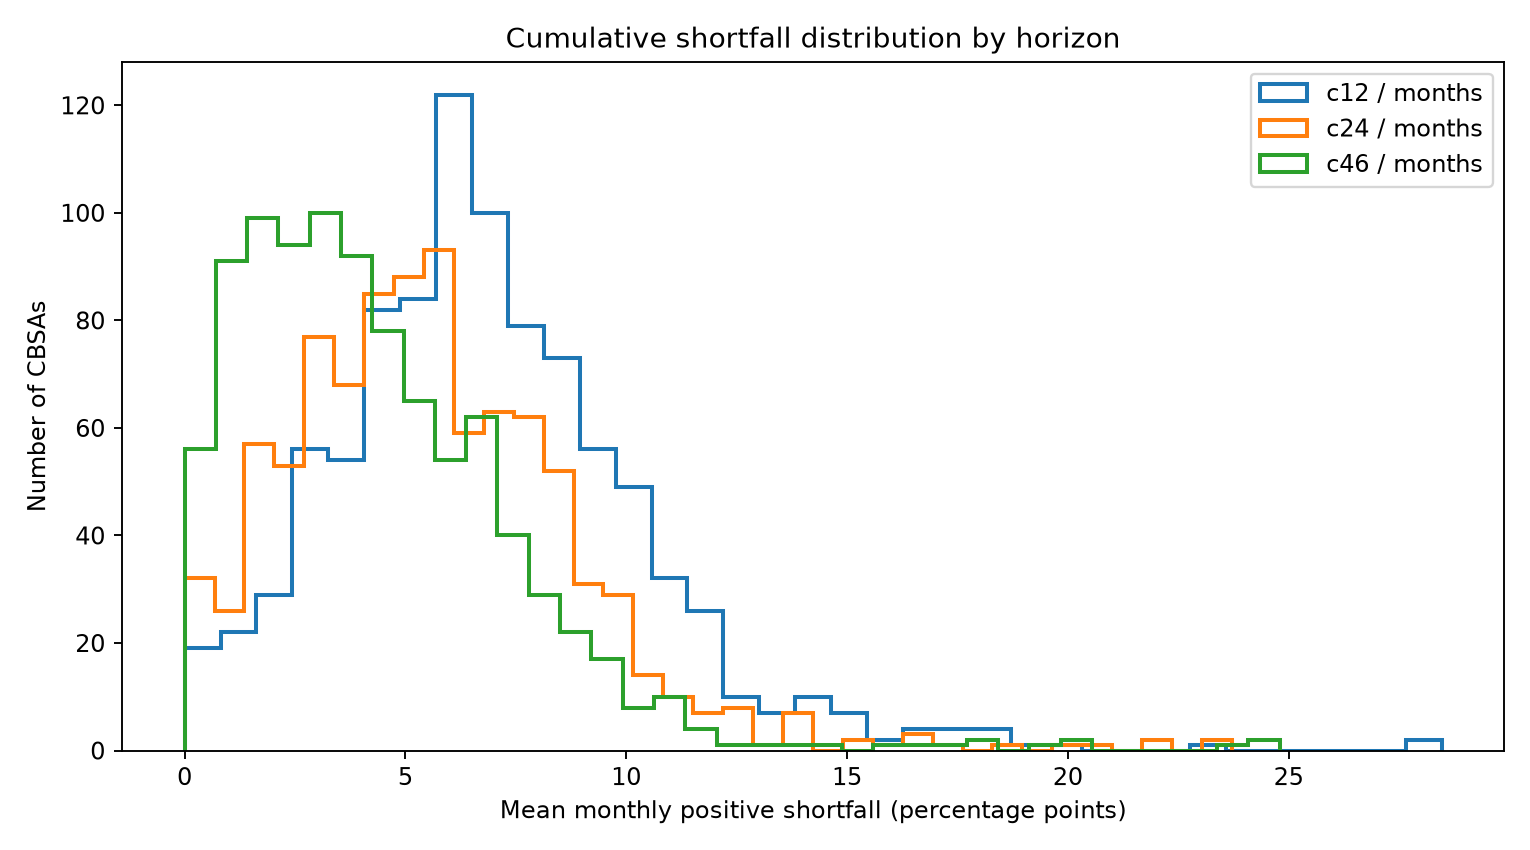 Cumulative shortfall distribution by horizon
c12 / months
c24 / months
c46 / months
Number of CBSAs
120
100
80
60
40
20
0
0 5 10 15 20 25
Mean monthly positive shortfall (percentage points)